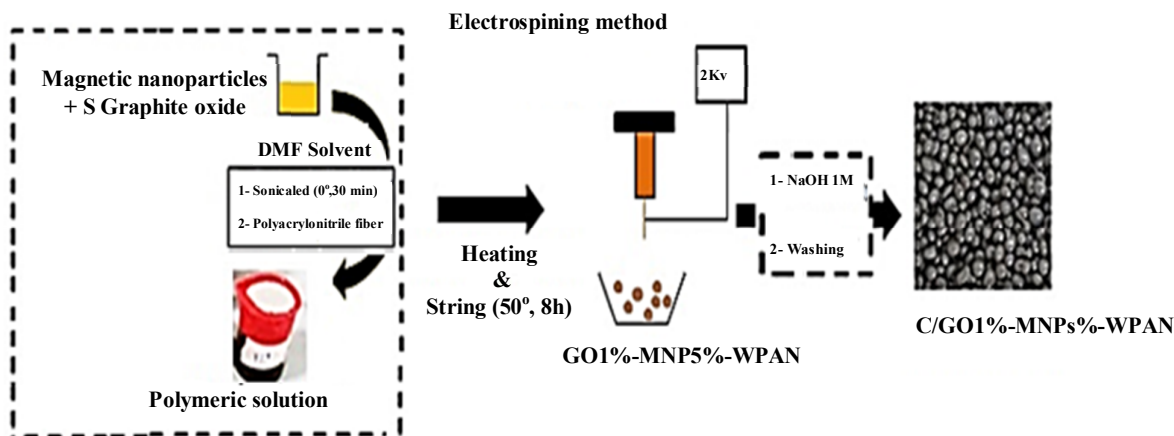 Electrospining method
Magnetic nanoparticles
+ S Graphite oxide
DMF Solvent
1- Sonicaled (0°,30 min)
2- Polyacrylonitrile fiber
Polymeric solution
Heating
&
String (50°, 8h)
2Kv
GO1%-MNP5%-WPAN
1- NaOH 1M
2- Washing
C/GO1%-MNPs%-WPAN